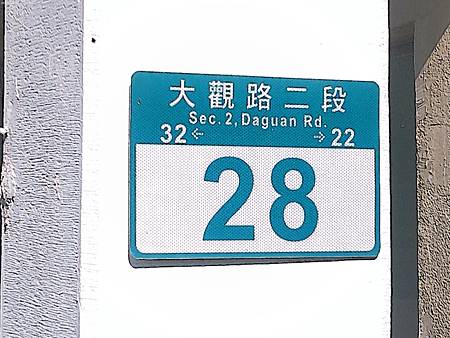 大觀路二段
Sec. 2, Daguan Rd.
32 ← → 22
28